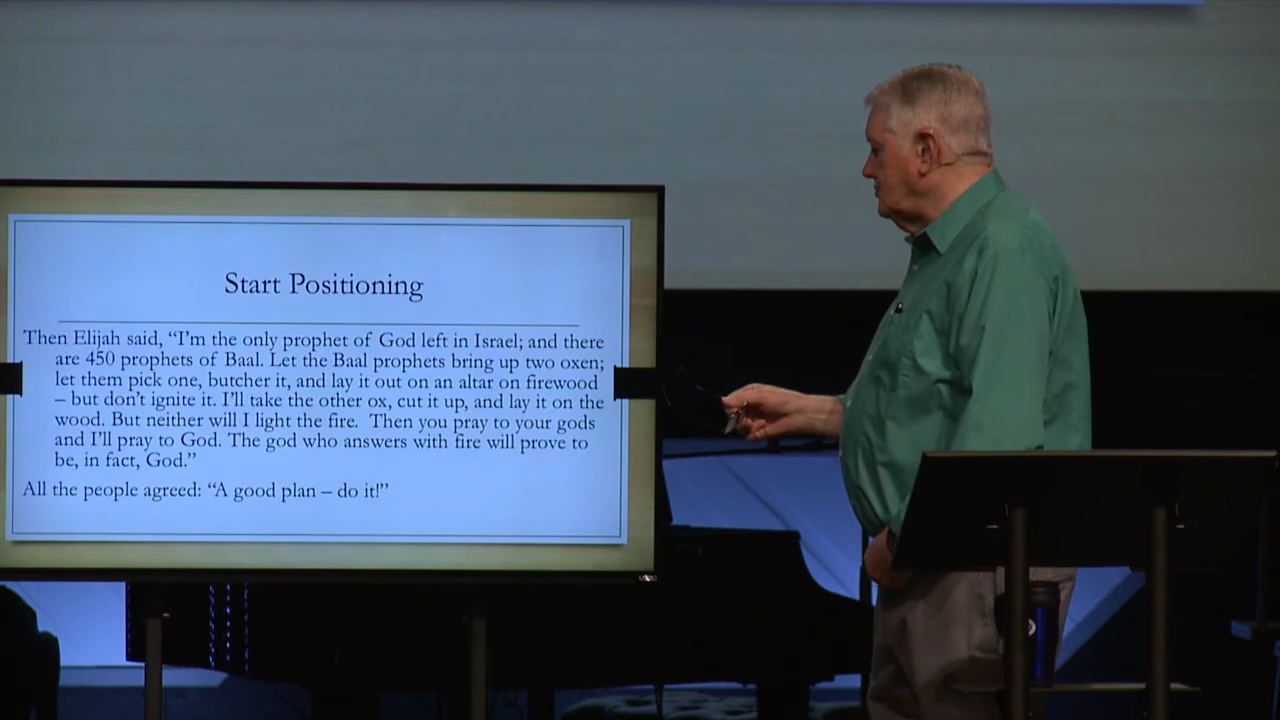 Start Positioning
Then Elijah said, “I’m the only prophet of God left in Israel; and there
are 450 prophets of Baal. Let the Baal prophets bring up two oxen;
let them pick one, butcher it, and lay it out on an altar on firewood
– but don’t ignite it. I’ll take the other ox, cut it up, and lay it on the
wood. But neither will I light the fire.  Then you pray to your gods
and I’ll pray to God. The god who answers with fire will prove to
be, in fact, God.”
All the people agreed: “A good plan – do it!”